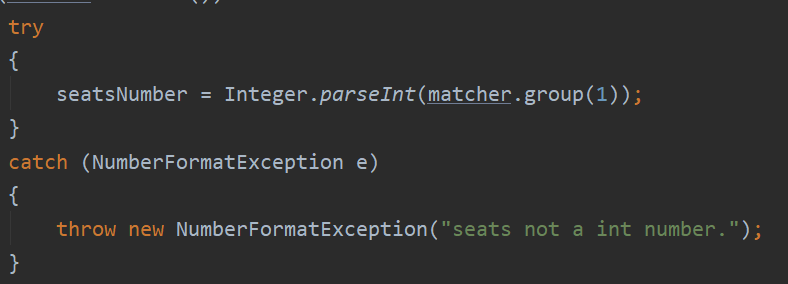 try
{
seatsNumber = Integer.parseInt(matcher.group(1));
}
catch (NumberFormatException e)
{
throw new NumberFormatException("seats not a int number.");
}